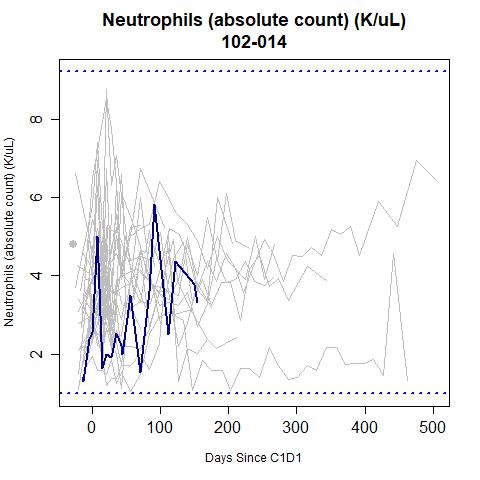 Neutrophils (absolute count) (K/uL)
102-014
Neutrophils (absolute count) (K/uL)
8
6
4
2
0 100 200 300 400 500
Days Since C1D1